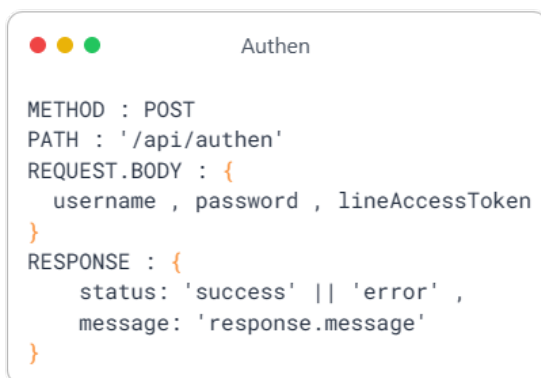 Authen
METHOD : POST
PATH : '/api/authen'
REQUEST.BODY : {
  username , password , lineAccessToken
}
RESPONSE : {
    status: 'success' || 'error' ,
    message: 'response.message'
}